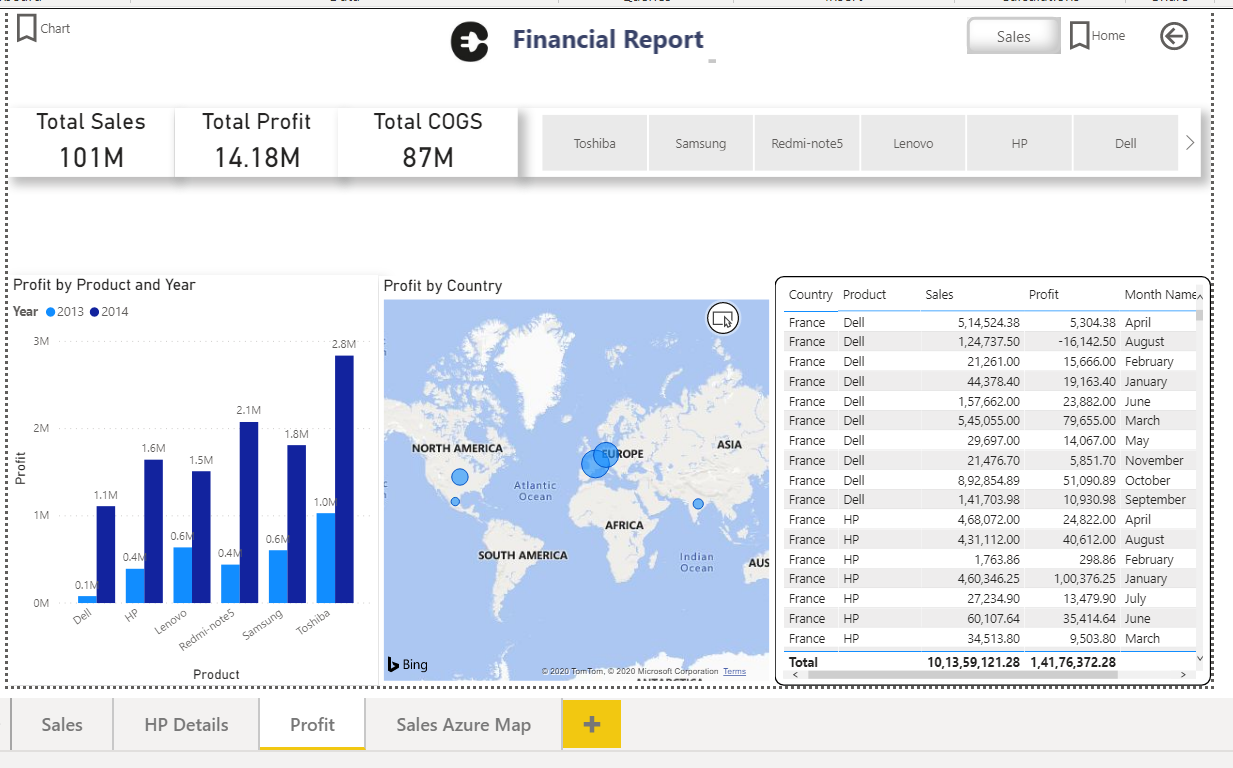 Chart
Financial Report
Sales
Home
Total Sales
101M
Total Profit
14.18M
Total COGS
87M
Toshiba
Samsung
Redmi-note5
Lenovo
HP
Dell
Profit by Product and Year
Year 2013 2014
3M
2M
1M
0M
Profit
0.1M
1.1M
0.4M
1.6M
0.6M
1.5M
0.4M
2.1M
0.6M
1.8M
1.0M
2.8M
Dell
HP
Lenovo
Redmi-note5
Samsung
Toshiba
Product
Profit by Country
NORTH AMERICA
EUROPE
ASIA
Atlantic
Ocean
AFRICA
SOUTH AMERICA
Indian
Ocean
AUS
Bing
© 2020 TomTom, © 2020 Microsoft Corporation Terms
ANTARCTICA
Country Product Sales Profit Month Name
France Dell 5,14,524.38 5,304.38 April
France Dell 1,24,737.50 -16,142.50 August
France Dell 21,261.00 15,666.00 February
France Dell 44,378.40 19,163.40 January
France Dell 1,57,662.00 23,882.00 June
France Dell 5,45,055.00 79,655.00 March
France Dell 29,697.00 14,067.00 May
France Dell 21,476.70 5,851.70 November
France Dell 8,92,854.89 51,090.89 October
France Dell 1,41,703.98 10,930.98 September
France HP 4,68,072.00 24,822.00 April
France HP 4,31,112.00 40,612.00 August
France HP 1,763.86 298.86 February
France HP 4,60,346.25 1,00,376.25 January
France HP 27,234.90 13,479.90 July
France HP 60,107.64 35,414.64 June
France HP 34,513.80 9,503.80 March
Total 10,13,59,121.28 1,41,76,372.28
Sales
HP Details
Profit
Sales Azure Map
+